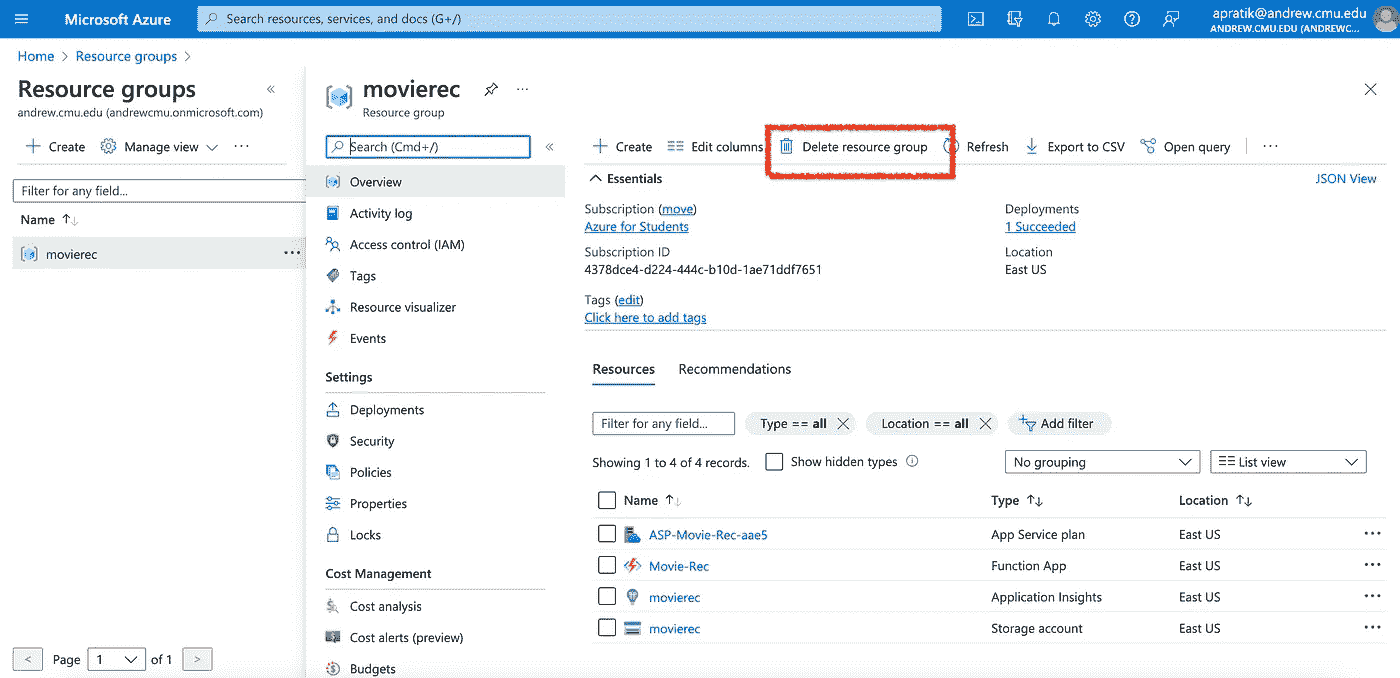 Microsoft Azure
Search resources, services, and docs (G+/)
apratik@andrew.cmu.edu
ANDREW.CMU.EDU (ANDREWC...
Home > Resource groups >
Resource groups
andrew.cmu.edu (andrewcmu.onmicrosoft.com)
Create Manage view
Filter for any field...
Name
movierec
< Page 1 of 1 >
movierec
Resource group
Search (Cmd+/)
Overview
Activity log
Access control (IAM)
Tags
Resource visualizer
Events
Settings
Deployments
Security
Policies
Properties
Locks
Cost Management
Cost analysis
Cost alerts (preview)
Budgets
Create Edit columns Delete resource group Refresh Export to CSV Open query
Essentials
JSON View
Subscription (move)
Azure for Students
Subscription ID
4378dce4-d224-444c-b10d-1ae71ddf7651
Tags (edit)
Click here to add tags
Deployments
1 Succeeded
Location
East US
Resources Recommendations
Filter for any field... Type == all Location == all Add filter
Showing 1 to 4 of 4 records. Show hidden types No grouping List view
Name Type Location
ASP-Movie-Rec-aae5 App Service plan East US
Movie-Rec Function App East US
movierec Application Insights East US
movierec Storage account East US